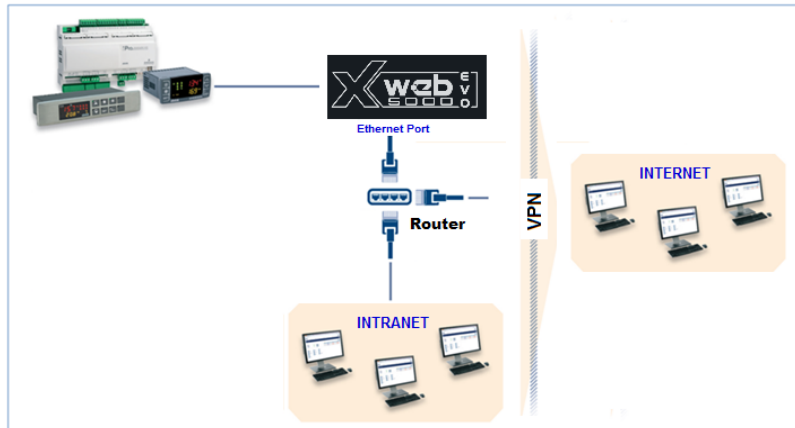 Xweb EVO
5000
Ethernet Port
INTERNET
VPN
Router
INTRANET